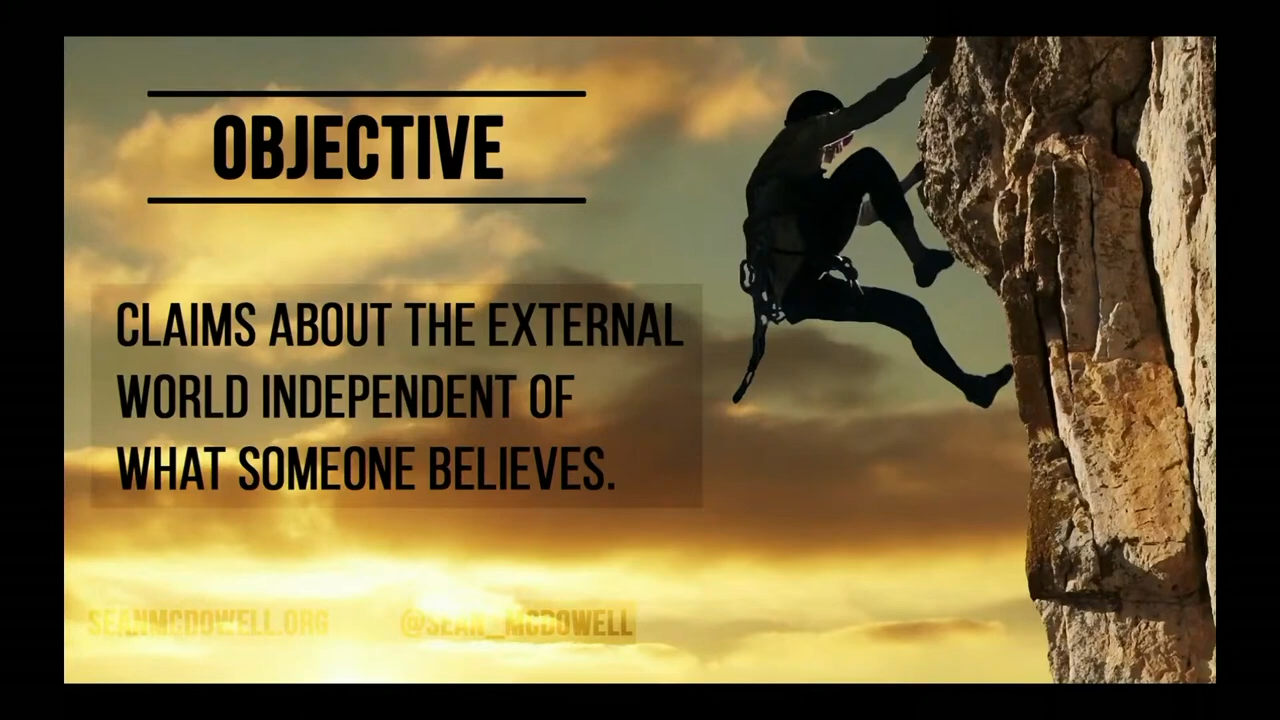 OBJECTIVE
CLAIMS ABOUT THE EXTERNAL
WORLD INDEPENDENT OF
WHAT SOMEONE BELIEVES.
SEANMCDOWELL.ORG @SEAN_MCDOWELL